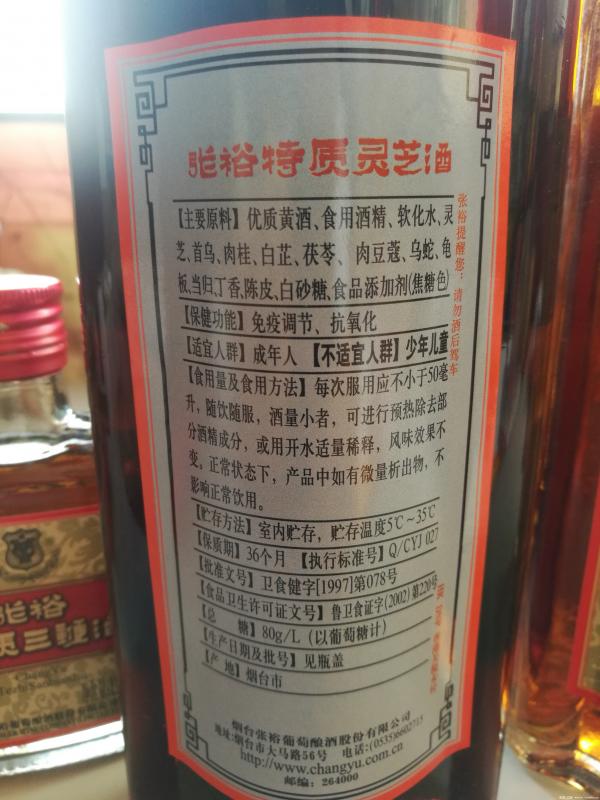 张裕特质灵芝酒
【主要原料】优质黄酒、食用酒精、软化水、灵
芝、首乌、肉桂、白芷、茯苓、肉豆蔻、乌蛇、龟
板、当归、丁香、陈皮、白砂糖、食品添加剂(焦糖色)
【保健功能】免疫调节、抗氧化
【适宜人群】成年人 【不适宜人群】少年儿童
【食用量及食用方法】每次服用应不小于50毫
升，随饮随服，酒量小者，可进行预热除去部
分酒精成分，或用开水适量稀释，风味效果不
变。正常状态下，产品中如有微量析出物，不
影响正常饮用。
【贮存方法】室内贮存，贮存温度5℃~35℃
【保质期】36个月 【执行标准号】Q/CYJ 027
【批准文号】卫食健字[1997]第078号
【食品卫生许可证文号】鲁卫食证字(2002)第220号
【总 糖】80g/L（以葡萄糖计）
【生产日期及批号】见瓶盖
【产 地】烟台市
烟台张裕葡萄酿酒股份有限公司
地址:烟台市大马路56号 电话:(0535)6602715
http://www.changyu.com.cn
邮编: 264000
张裕提醒您：请勿酒后驾车
张裕
质三鞭酒